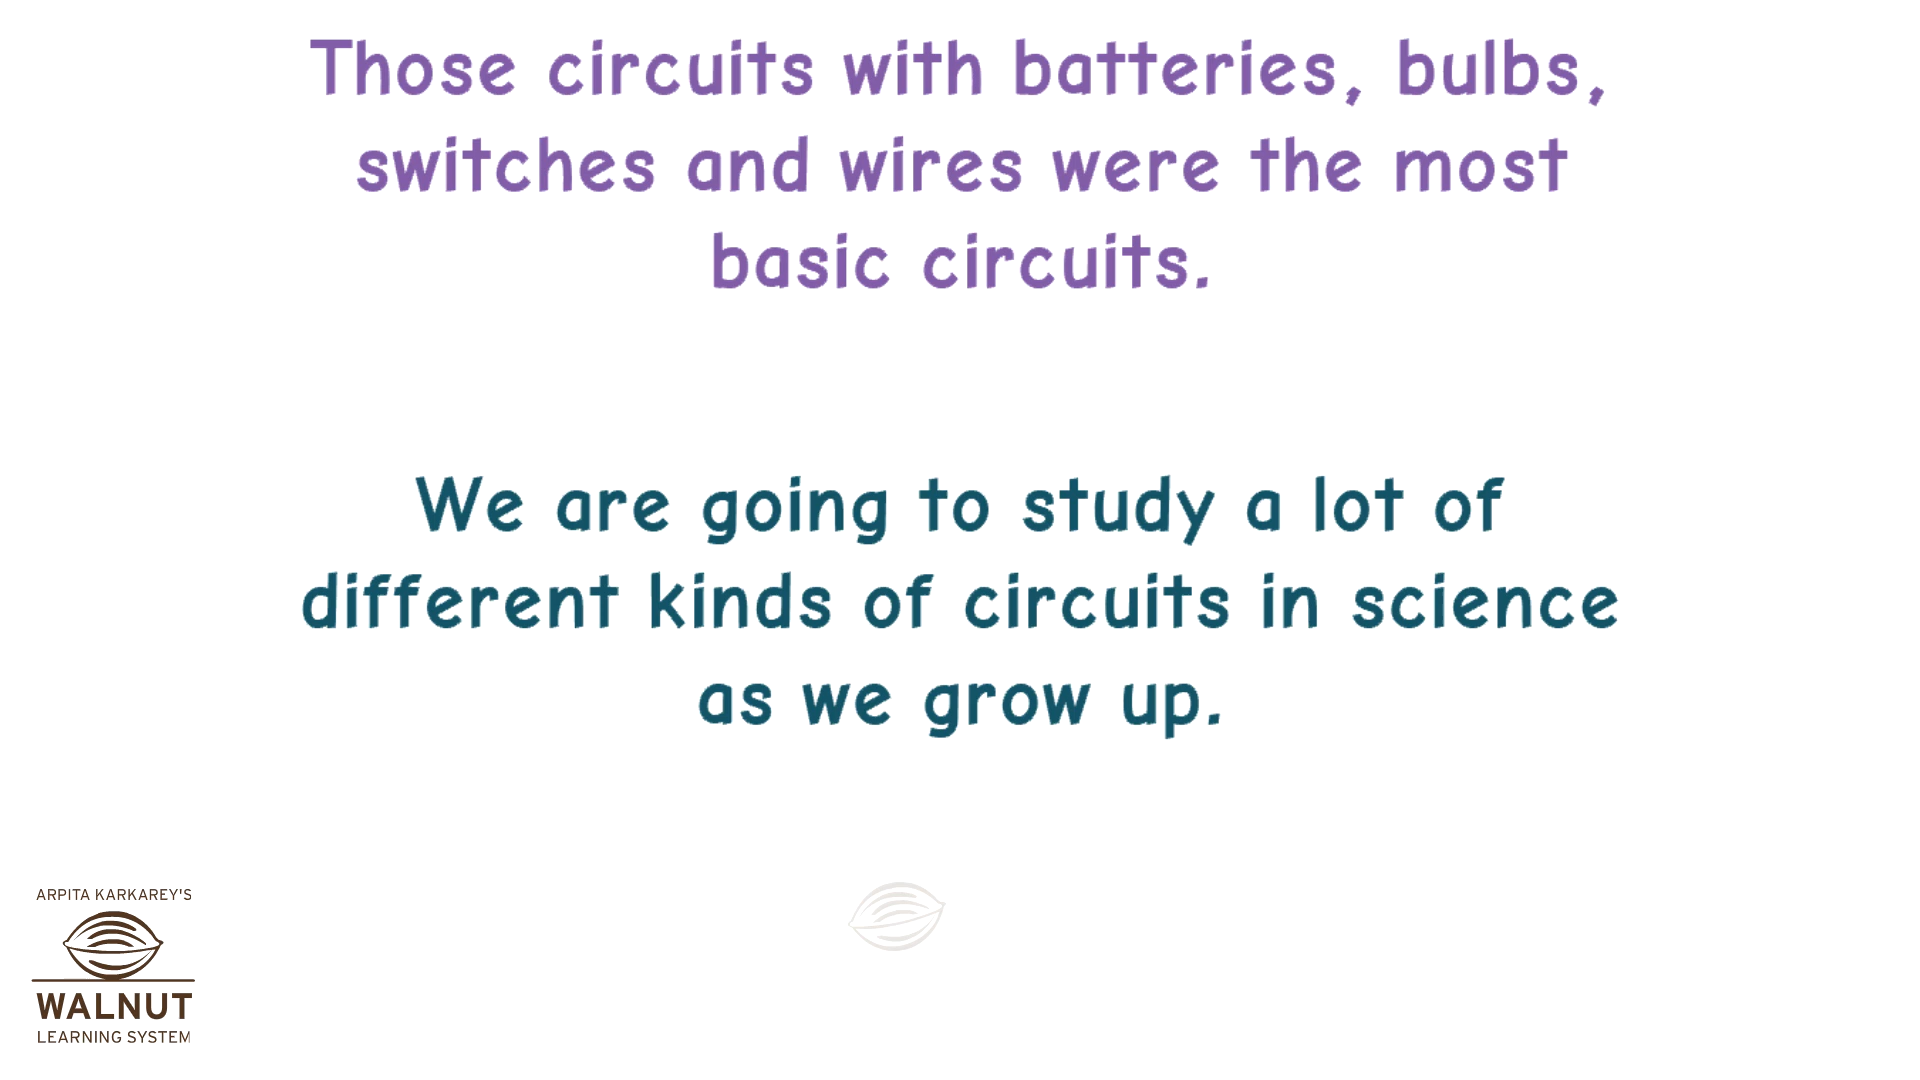 Those circuits with batteries, bulbs,
switches and wires were the most
basic circuits.
We are going to study a lot of
different kinds of circuits in science
as we grow up.
ARPITA KARKAREY'S
WALNUT
LEARNING SYSTEM